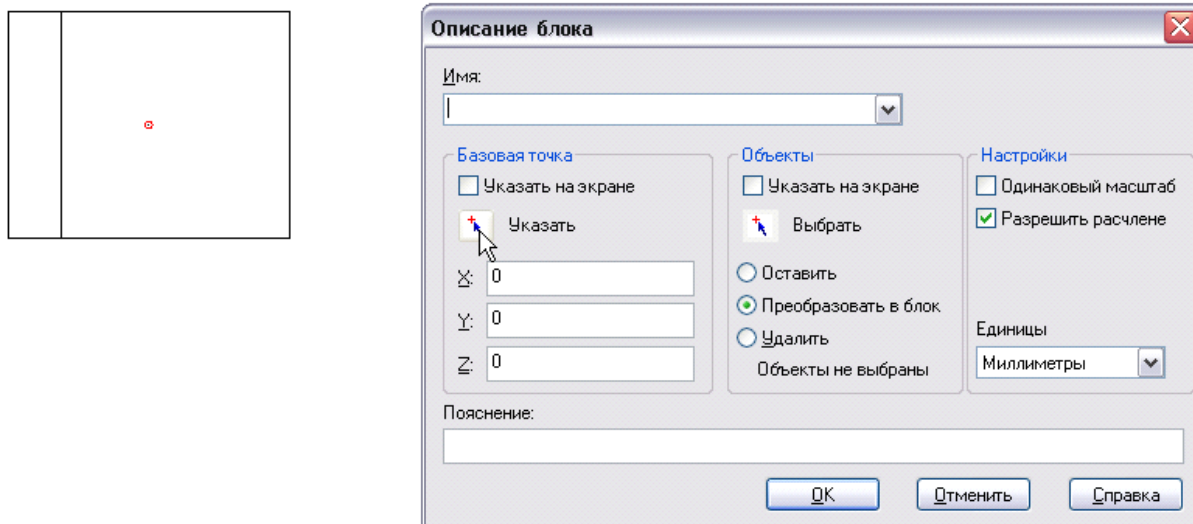 Описание блока
Имя:
Базовая точка
Указать на экране
Указать
X: 0
Y: 0
Z: 0
Объекты
Указать на экране
Выбрать
Оставить
Преобразовать в блок
Удалить
Объекты не выбраны
Настройки
Одинаковый масштаб
Разрешить расчлене
Единицы
Миллиметры
Пояснение:
OK Отменить Справка